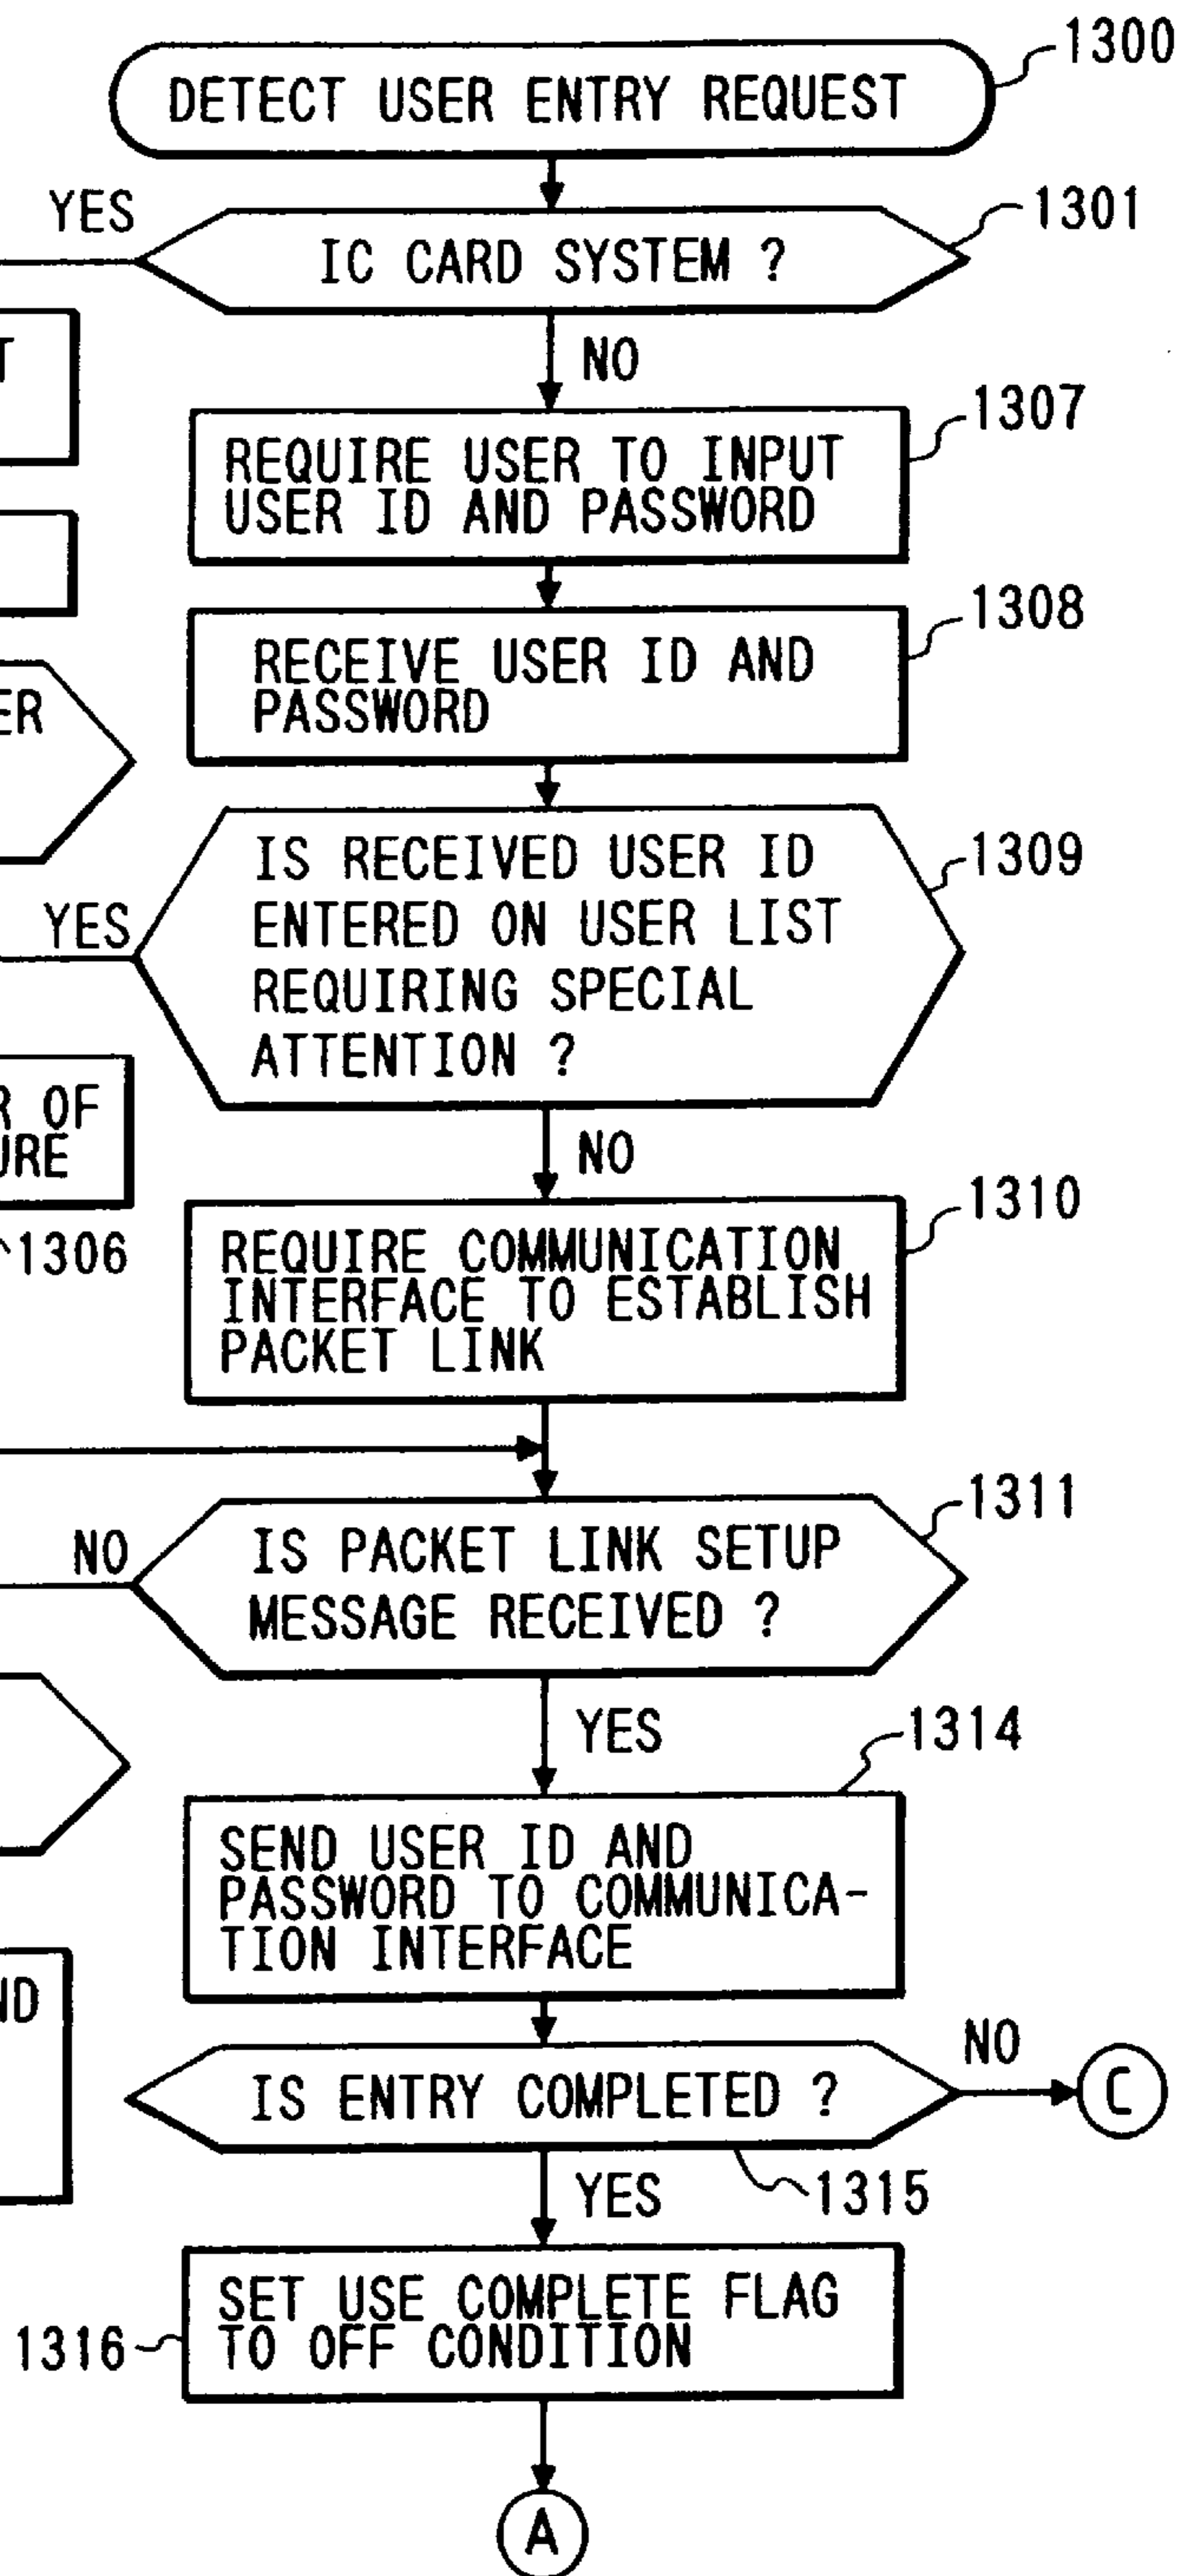 1300
DETECT USER ENTRY REQUEST
YES
1301
IC CARD SYSTEM ?
NO
T
1307
REQUIRE USER TO INPUT
USER ID AND PASSWORD
1308
RECEIVE USER ID AND
PASSWORD
ER
1309
IS RECEIVED USER ID
ENTERED ON USER LIST
REQUIRING SPECIAL
ATTENTION ?
YES
R OF
URE
1306
NO
1310
REQUIRE COMMUNICATION
INTERFACE TO ESTABLISH
PACKET LINK
1311
NO
IS PACKET LINK SETUP
MESSAGE RECEIVED ?
YES
1314
SEND USER ID AND
PASSWORD TO COMMUNICA-
TION INTERFACE
ND
IS ENTRY COMPLETED ?
NO
C
1315
YES
SET USE COMPLETE FLAG
TO OFF CONDITION
1316
A